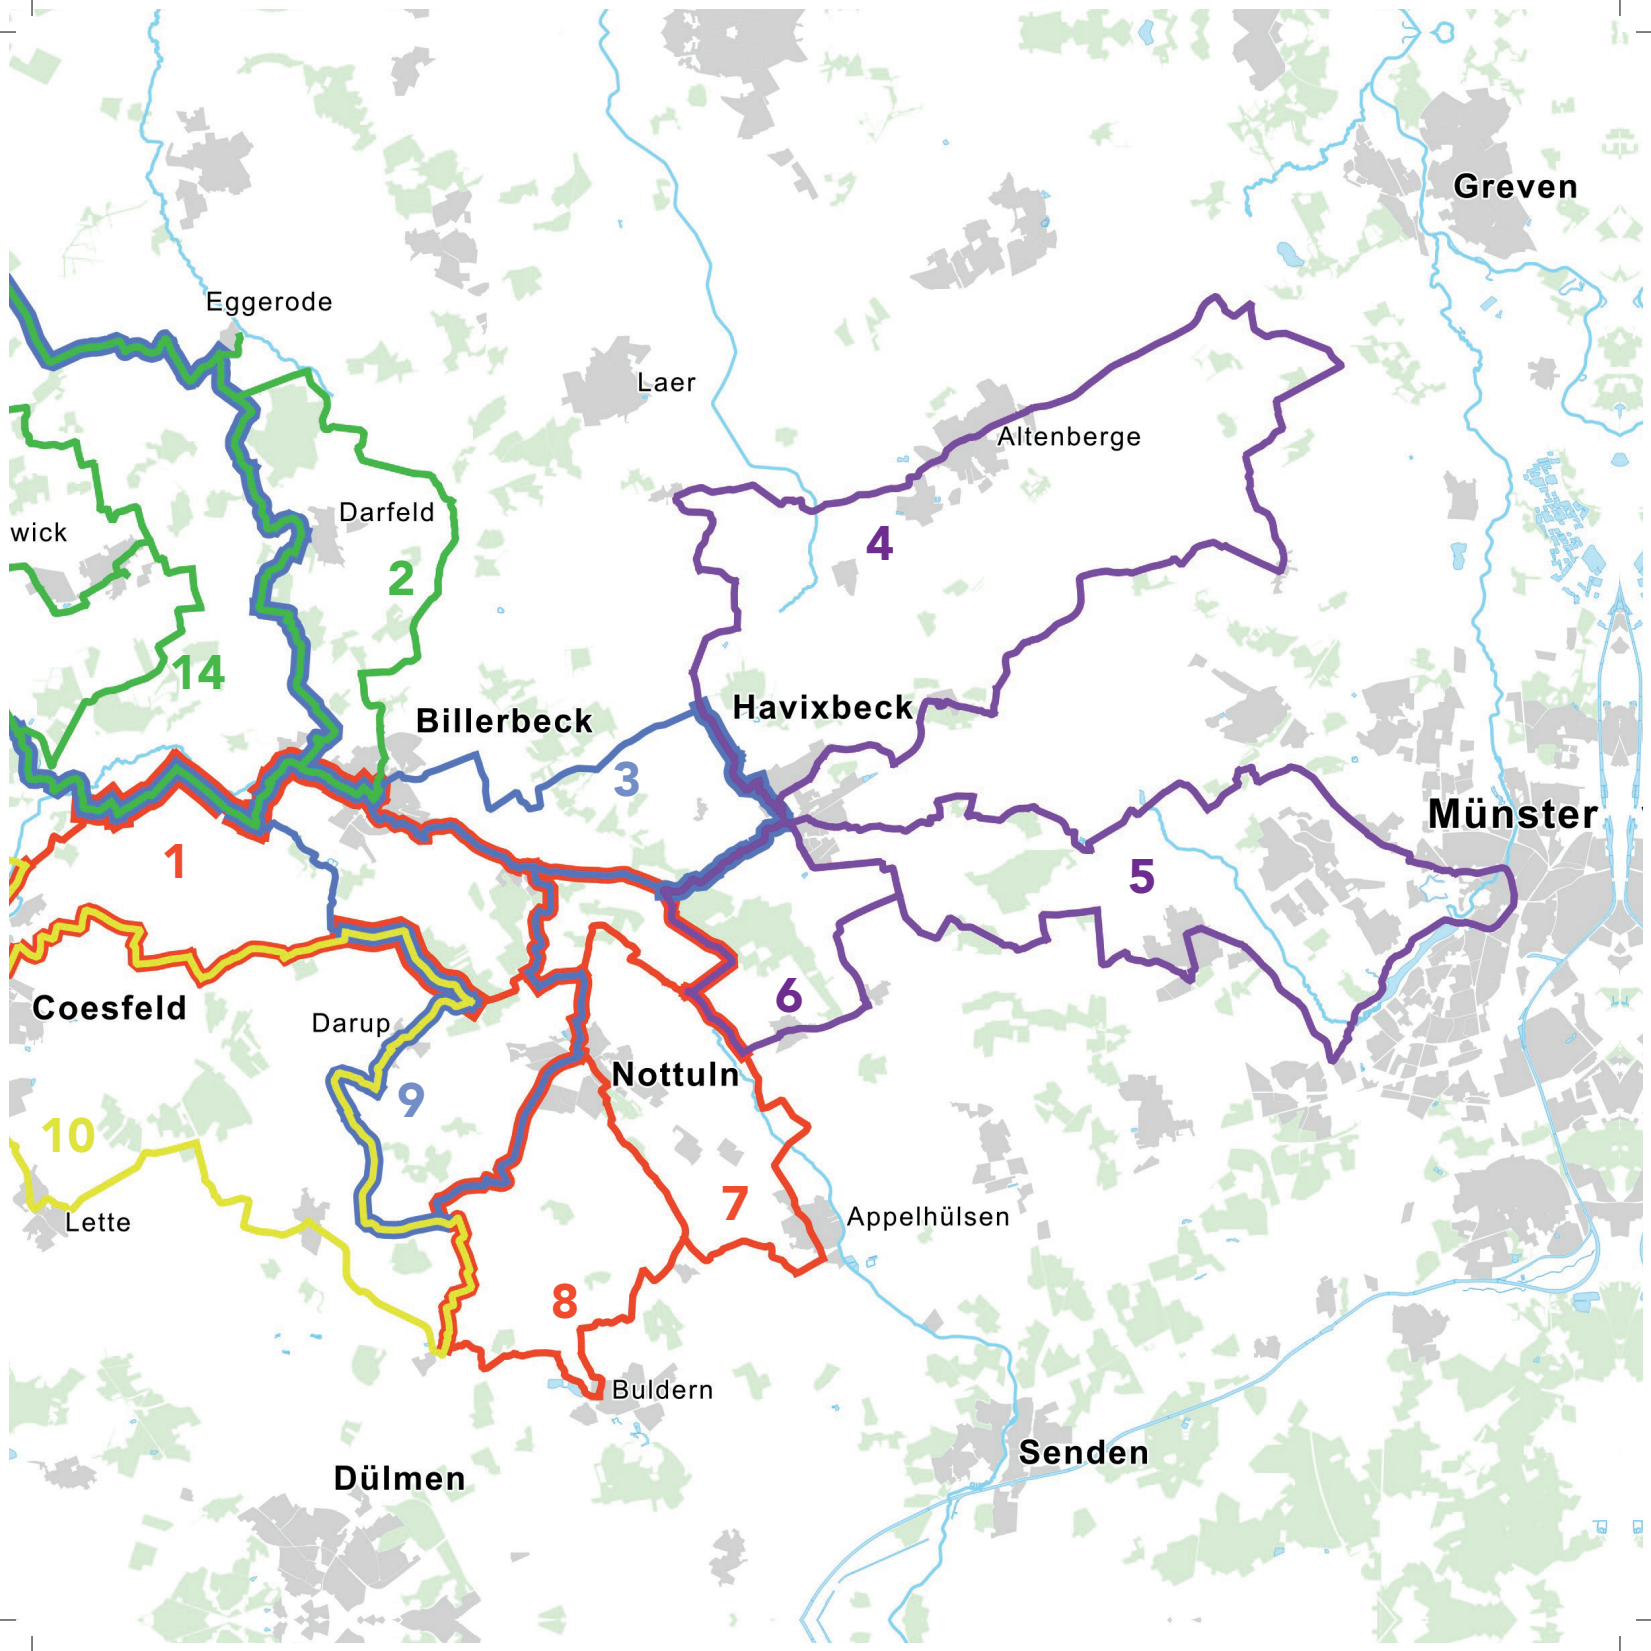 Greven
Eggerode
Laer
Altenberge
Darfeld
wick
4
2
14
Havixbeck
Billerbeck
3
Münster
1
5
6
Coesfeld
Darup
Nottuln
9
10
7
Lette
Appelhülsen
8
Buldern
Senden
Dülmen